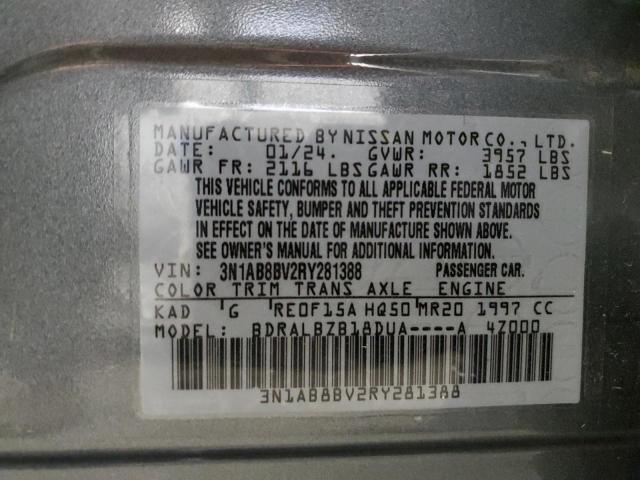 MANUFACTURED BY NISSAN MOTOR CO., LTD.
DATE: 01/24. GVWR: 3957 LBS
GAWR FR: 2116 LBS GAWR RR: 1852 LBS
THIS VEHICLE CONFORMS TO ALL APPLICABLE FEDERAL MOTOR
VEHICLE SAFETY, BUMPER AND THEFT PREVENTION STANDARDS
IN EFFECT ON THE DATE OF MANUFACTURE SHOWN ABOVE.
SEE OWNER'S MANUAL FOR ADDITIONAL INFORMATION.
VIN: 3N1AB8BV2RY281388 PASSENGER CAR.
COLOR TRIM TRANS AXLE ENGINE
KAD G RE0F15A HQ50 MR20 1997 CC
MODEL: BDRALBZB18DUA----A 4Z000
3N1AB8BV2RY281388